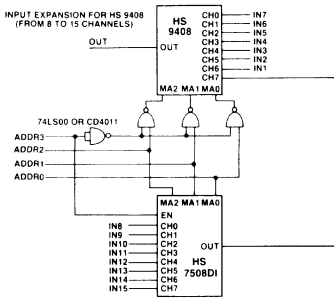 INPUT EXPANSION FOR HS 9408
(FROM 8 TO 15 CHANNELS)
HS
9408
OUT
OUT
CH0
CH1
CH2
CH3
CH4
CH5
CH6
CH7
IN7
IN6
IN5
IN4
IN3
IN2
IN1
MA2 MA1 MA0
74LS00 OR CD4011
ADDR3
ADDR2
ADDR1
ADDR0
MA2 MA1 MA0
EN
IN8
IN9
IN10
IN11
IN12
IN13
IN14
IN15
CH0
CH1
CH2
CH3
CH4
CH5
CH6
CH7
OUT
HS
7508DI